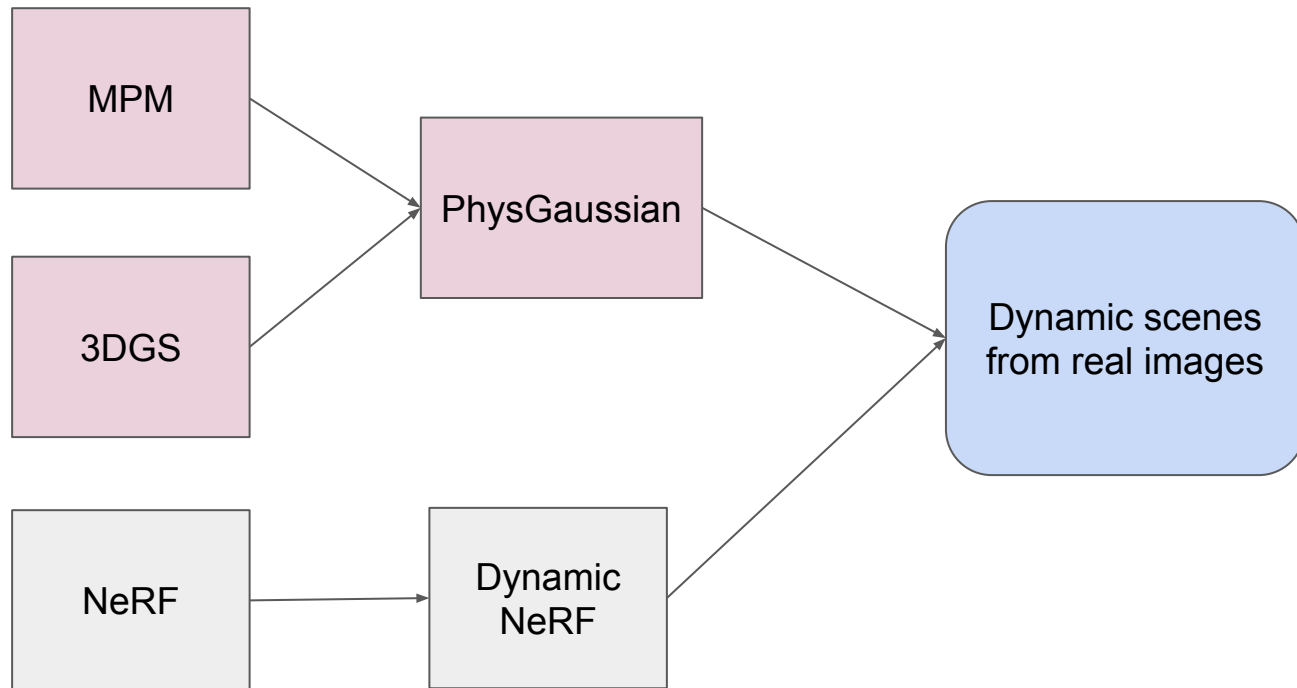 MPM
PhysGaussian
3DGS
Dynamic scenes
from real images
NeRF
Dynamic
NeRF